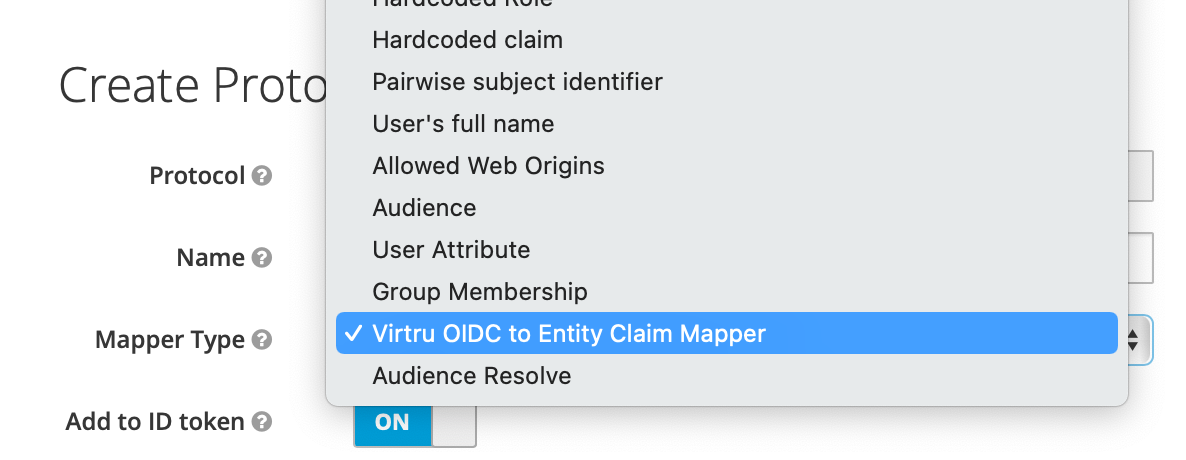 Hardcoded Role
Hardcoded claim
Create Proto
Pairwise subject identifier
User's full name
Allowed Web Origins
Protocol
Audience
User Attribute
Name
Group Membership
Mapper Type
✓ Virtru OIDC to Entity Claim Mapper
Audience Resolve
Add to ID token
ON